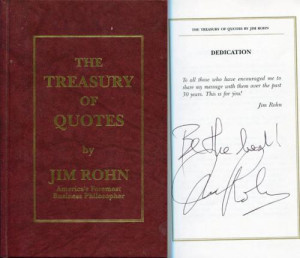 THE
TREASURY
OF
QUOTES
by
JIM ROHN
America's Foremost
Business Philosopher
THE TREASURY OF QUOTES BY JIM ROHN
DEDICATION
To all those who have encouraged me to
share my message with them over the past
30 years. This is for you!
Jim Rohn
Be the best!
Jim Rohn